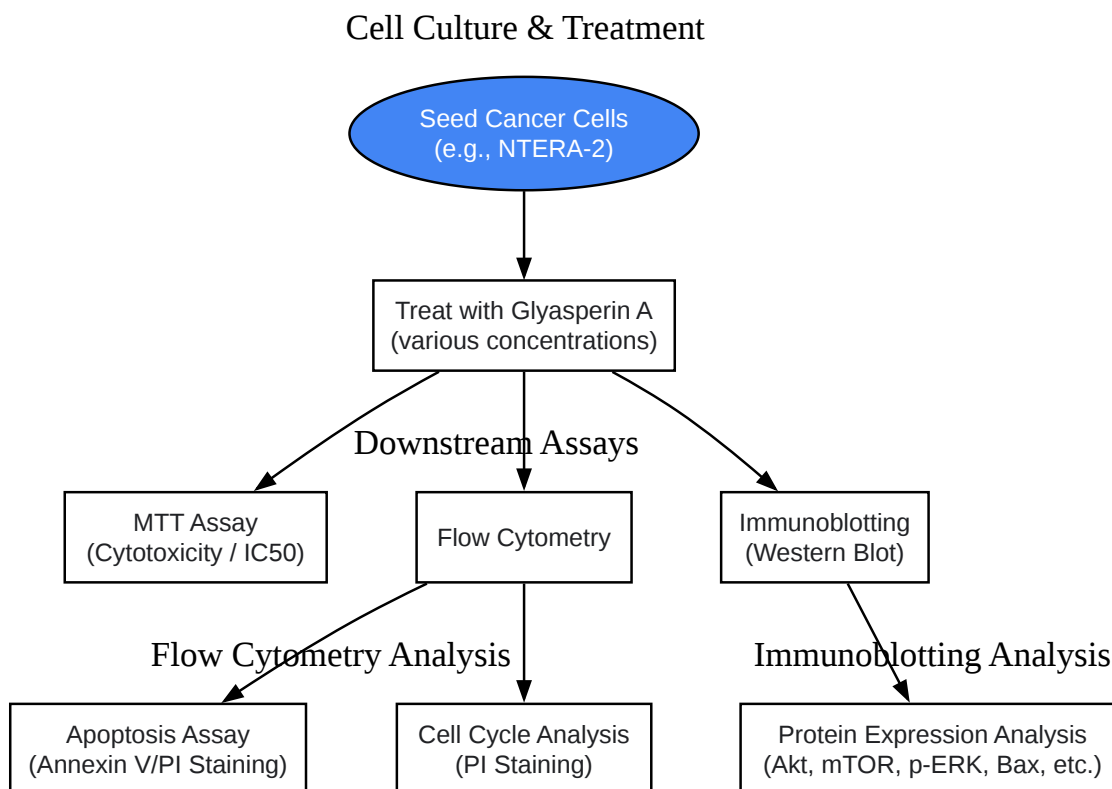 Cell Culture & Treatment
Seed Cancer Cells
(e.g., NTERA-2)
Treat with Glyasperin A
(various concentrations)
Downstream Assays
MTT Assay
(Cytotoxicity / IC50)
Flow Cytometry
Immunoblotting
(Western Blot)
Flow Cytometry Analysis
Immunoblotting Analysis
Apoptosis Assay
(Annexin V/PI Staining)
Cell Cycle Analysis
(PI Staining)
Protein Expression Analysis
(Akt, mTOR, p-ERK, Bax, etc.)